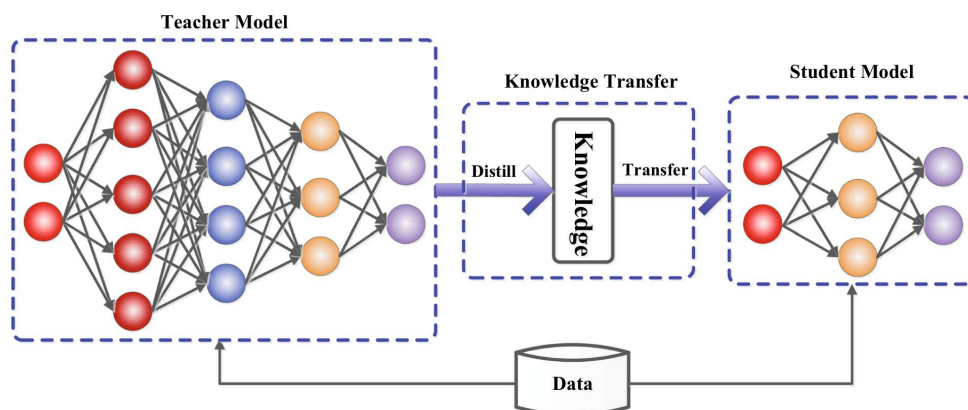 Teacher Model
Knowledge Transfer
Student Model
Distill
Knowledge
Transfer
Data